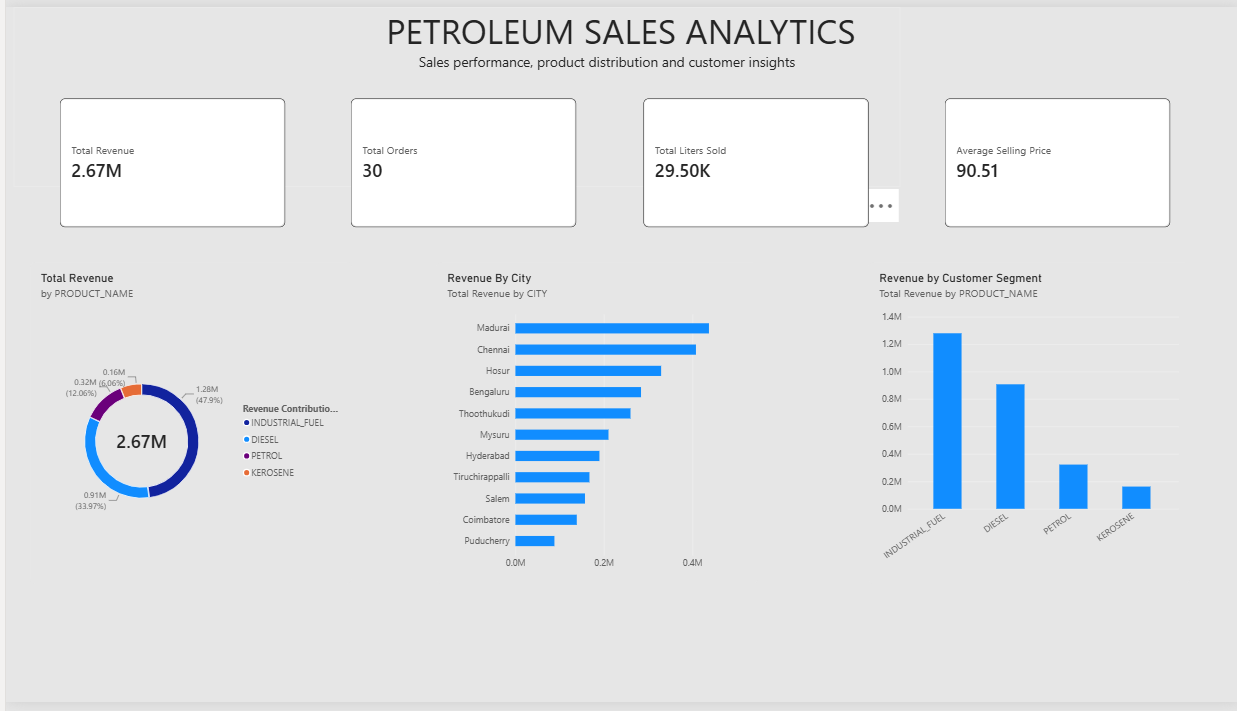 PETROLEUM SALES ANALYTICS
Sales performance, product distribution and customer insights
Total Revenue
2.67M
Total Orders
30
Total Liters Sold
29.50K
Average Selling Price
90.51
Total Revenue
by PRODUCT_NAME
0.16M
(6.06%)
0.32M
(12.06%)
1.28M
(47.9%)
2.67M
0.91M
(33.97%)
Revenue Contributio...
INDUSTRIAL_FUEL
DIESEL
PETROL
KEROSENE
Revenue By City
Total Revenue by CITY
Madurai
Chennai
Hosur
Bengaluru
Thoothukudi
Mysuru
Hyderabad
Tiruchirappalli
Salem
Coimbatore
Puducherry
0.0M 0.2M 0.4M
Revenue by Customer Segment
Total Revenue by PRODUCT_NAME
1.4M
1.2M
1.0M
0.8M
0.6M
0.4M
0.2M
0.0M
INDUSTRIAL_FUEL
DIESEL
PETROL
KEROSENE